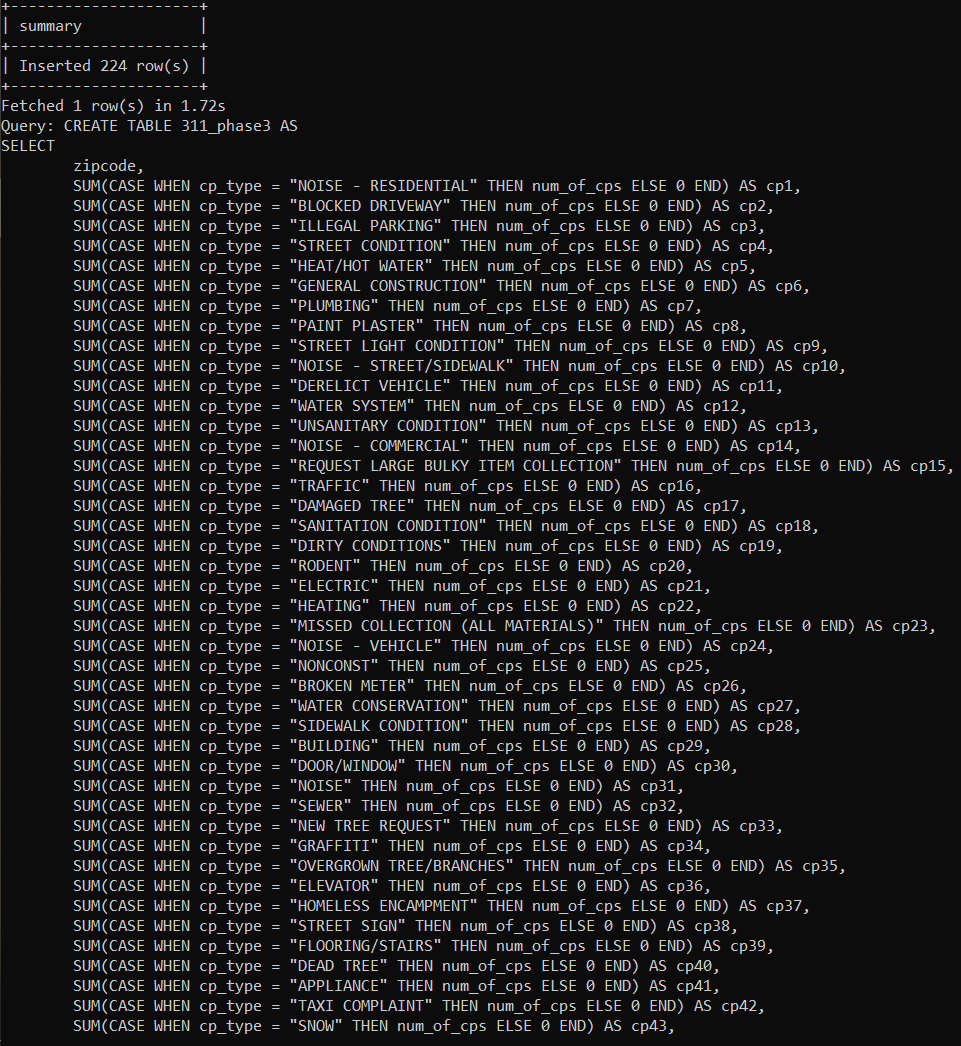 +---------------------+
| summary             |
+---------------------+
| Inserted 224 row(s) |
+---------------------+
Fetched 1 row(s) in 1.72s
Query: CREATE TABLE 311_phase3 AS
SELECT
        zipcode,
        SUM(CASE WHEN cp_type = "NOISE - RESIDENTIAL" THEN num_of_cps ELSE 0 END) AS cp1,
        SUM(CASE WHEN cp_type = "BLOCKED DRIVEWAY" THEN num_of_cps ELSE 0 END) AS cp2,
        SUM(CASE WHEN cp_type = "ILLEGAL PARKING" THEN num_of_cps ELSE 0 END) AS cp3,
        SUM(CASE WHEN cp_type = "STREET CONDITION" THEN num_of_cps ELSE 0 END) AS cp4,
        SUM(CASE WHEN cp_type = "HEAT/HOT WATER" THEN num_of_cps ELSE 0 END) AS cp5,
        SUM(CASE WHEN cp_type = "GENERAL CONSTRUCTION" THEN num_of_cps ELSE 0 END) AS cp6,
        SUM(CASE WHEN cp_type = "PLUMBING" THEN num_of_cps ELSE 0 END) AS cp7,
        SUM(CASE WHEN cp_type = "PAINT PLASTER" THEN num_of_cps ELSE 0 END) AS cp8,
        SUM(CASE WHEN cp_type = "STREET LIGHT CONDITION" THEN num_of_cps ELSE 0 END) AS cp9,
        SUM(CASE WHEN cp_type = "NOISE - STREET/SIDEWALK" THEN num_of_cps ELSE 0 END) AS cp10,
        SUM(CASE WHEN cp_type = "DERELICT VEHICLE" THEN num_of_cps ELSE 0 END) AS cp11,
        SUM(CASE WHEN cp_type = "WATER SYSTEM" THEN num_of_cps ELSE 0 END) AS cp12,
        SUM(CASE WHEN cp_type = "UNSANITARY CONDITION" THEN num_of_cps ELSE 0 END) AS cp13,
        SUM(CASE WHEN cp_type = "NOISE - COMMERCIAL" THEN num_of_cps ELSE 0 END) AS cp14,
        SUM(CASE WHEN cp_type = "REQUEST LARGE BULKY ITEM COLLECTION" THEN num_of_cps ELSE 0 END) AS cp15,
        SUM(CASE WHEN cp_type = "TRAFFIC" THEN num_of_cps ELSE 0 END) AS cp16,
        SUM(CASE WHEN cp_type = "DAMAGED TREE" THEN num_of_cps ELSE 0 END) AS cp17,
        SUM(CASE WHEN cp_type = "SANITATION CONDITION" THEN num_of_cps ELSE 0 END) AS cp18,
        SUM(CASE WHEN cp_type = "DIRTY CONDITIONS" THEN num_of_cps ELSE 0 END) AS cp19,
        SUM(CASE WHEN cp_type = "RODENT" THEN num_of_cps ELSE 0 END) AS cp20,
        SUM(CASE WHEN cp_type = "ELECTRIC" THEN num_of_cps ELSE 0 END) AS cp21,
        SUM(CASE WHEN cp_type = "HEATING" THEN num_of_cps ELSE 0 END) AS cp22,
        SUM(CASE WHEN cp_type = "MISSED COLLECTION (ALL MATERIALS)" THEN num_of_cps ELSE 0 END) AS cp23,
        SUM(CASE WHEN cp_type = "NOISE - VEHICLE" THEN num_of_cps ELSE 0 END) AS cp24,
        SUM(CASE WHEN cp_type = "NONCONST" THEN num_of_cps ELSE 0 END) AS cp25,
        SUM(CASE WHEN cp_type = "BROKEN METER" THEN num_of_cps ELSE 0 END) AS cp26,
        SUM(CASE WHEN cp_type = "WATER CONSERVATION" THEN num_of_cps ELSE 0 END) AS cp27,
        SUM(CASE WHEN cp_type = "SIDEWALK CONDITION" THEN num_of_cps ELSE 0 END) AS cp28,
        SUM(CASE WHEN cp_type = "BUILDING" THEN num_of_cps ELSE 0 END) AS cp29,
        SUM(CASE WHEN cp_type = "DOOR/WINDOW" THEN num_of_cps ELSE 0 END) AS cp30,
        SUM(CASE WHEN cp_type = "NOISE" THEN num_of_cps ELSE 0 END) AS cp31,
        SUM(CASE WHEN cp_type = "SEWER" THEN num_of_cps ELSE 0 END) AS cp32,
        SUM(CASE WHEN cp_type = "NEW TREE REQUEST" THEN num_of_cps ELSE 0 END) AS cp33,
        SUM(CASE WHEN cp_type = "GRAFFITI" THEN num_of_cps ELSE 0 END) AS cp34,
        SUM(CASE WHEN cp_type = "OVERGROWN TREE/BRANCHES" THEN num_of_cps ELSE 0 END) AS cp35,
        SUM(CASE WHEN cp_type = "ELEVATOR" THEN num_of_cps ELSE 0 END) AS cp36,
        SUM(CASE WHEN cp_type = "HOMELESS ENCAMPMENT" THEN num_of_cps ELSE 0 END) AS cp37,
        SUM(CASE WHEN cp_type = "STREET SIGN" THEN num_of_cps ELSE 0 END) AS cp38,
        SUM(CASE WHEN cp_type = "FLOORING/STAIRS" THEN num_of_cps ELSE 0 END) AS cp39,
        SUM(CASE WHEN cp_type = "DEAD TREE" THEN num_of_cps ELSE 0 END) AS cp40,
        SUM(CASE WHEN cp_type = "APPLIANCE" THEN num_of_cps ELSE 0 END) AS cp41,
        SUM(CASE WHEN cp_type = "TAXI COMPLAINT" THEN num_of_cps ELSE 0 END) AS cp42,
        SUM(CASE WHEN cp_type = "SNOW" THEN num_of_cps ELSE 0 END) AS cp43,